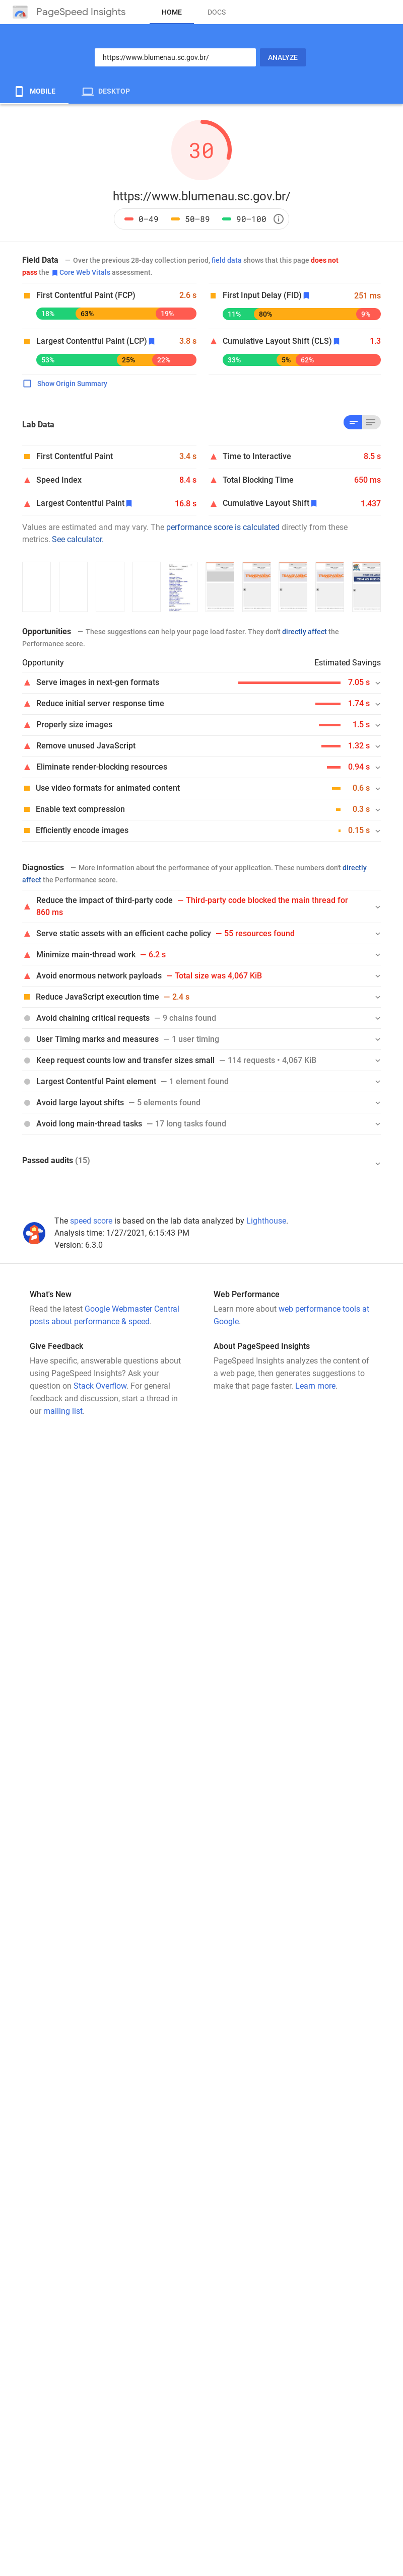 PageSpeed Insights
HOME
DOCS
https://www.blumenau.sc.gov.br/
ANALYZE
MOBILE
DESKTOP
30
https://www.blumenau.sc.gov.br/
0–49
50–89
90–100
Field Data — Over the previous 28-day collection period, field data shows that this page does not
pass the Core Web Vitals assessment.
First Contentful Paint (FCP) 2.6 s
18% 63% 19%
First Input Delay (FID) 251 ms
11% 80% 9%
Largest Contentful Paint (LCP) 3.8 s
53% 25% 22%
Cumulative Layout Shift (CLS) 1.3
33% 5% 62%
Show Origin Summary
Lab Data
First Contentful Paint 3.4 s
Time to Interactive 8.5 s
Speed Index 8.4 s
Total Blocking Time 650 ms
Largest Contentful Paint 16.8 s
Cumulative Layout Shift 1.437
Values are estimated and may vary. The performance score is calculated directly from these
metrics. See calculator.
Opportunities — These suggestions can help your page load faster. They don't directly affect the
Performance score.
Opportunity Estimated Savings
Serve images in next-gen formats 7.05 s
Reduce initial server response time 1.74 s
Properly size images 1.5 s
Remove unused JavaScript 1.32 s
Eliminate render-blocking resources 0.94 s
Use video formats for animated content 0.6 s
Enable text compression 0.3 s
Efficiently encode images 0.15 s
Diagnostics — More information about the performance of your application. These numbers don't directly
affect the Performance score.
Reduce the impact of third-party code — Third-party code blocked the main thread for
860 ms
Serve static assets with an efficient cache policy — 55 resources found
Minimize main-thread work — 6.2 s
Avoid enormous network payloads — Total size was 4,067 KiB
Reduce JavaScript execution time — 2.4 s
Avoid chaining critical requests — 9 chains found
User Timing marks and measures — 1 user timing
Keep request counts low and transfer sizes small — 114 requests • 4,067 KiB
Largest Contentful Paint element — 1 element found
Avoid large layout shifts — 5 elements found
Avoid long main-thread tasks — 17 long tasks found
Passed audits (15)
The speed score is based on the lab data analyzed by Lighthouse.
Analysis time: 1/27/2021, 6:15:43 PM
Version: 6.3.0
What's New
Read the latest Google Webmaster Central
posts about performance & speed.
Web Performance
Learn more about web performance tools at
Google.
Give Feedback
Have specific, answerable questions about
using PageSpeed Insights? Ask your
question on Stack Overflow. For general
feedback and discussion, start a thread in
our mailing list.
About PageSpeed Insights
PageSpeed Insights analyzes the content of
a web page, then generates suggestions to
make that page faster. Learn more.